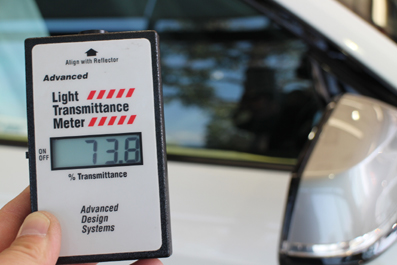 Align with Reflector
Advanced
Light
Transmittance
Meter
ON
OFF
73.8
% Transmittance
Advanced
Design
Systems